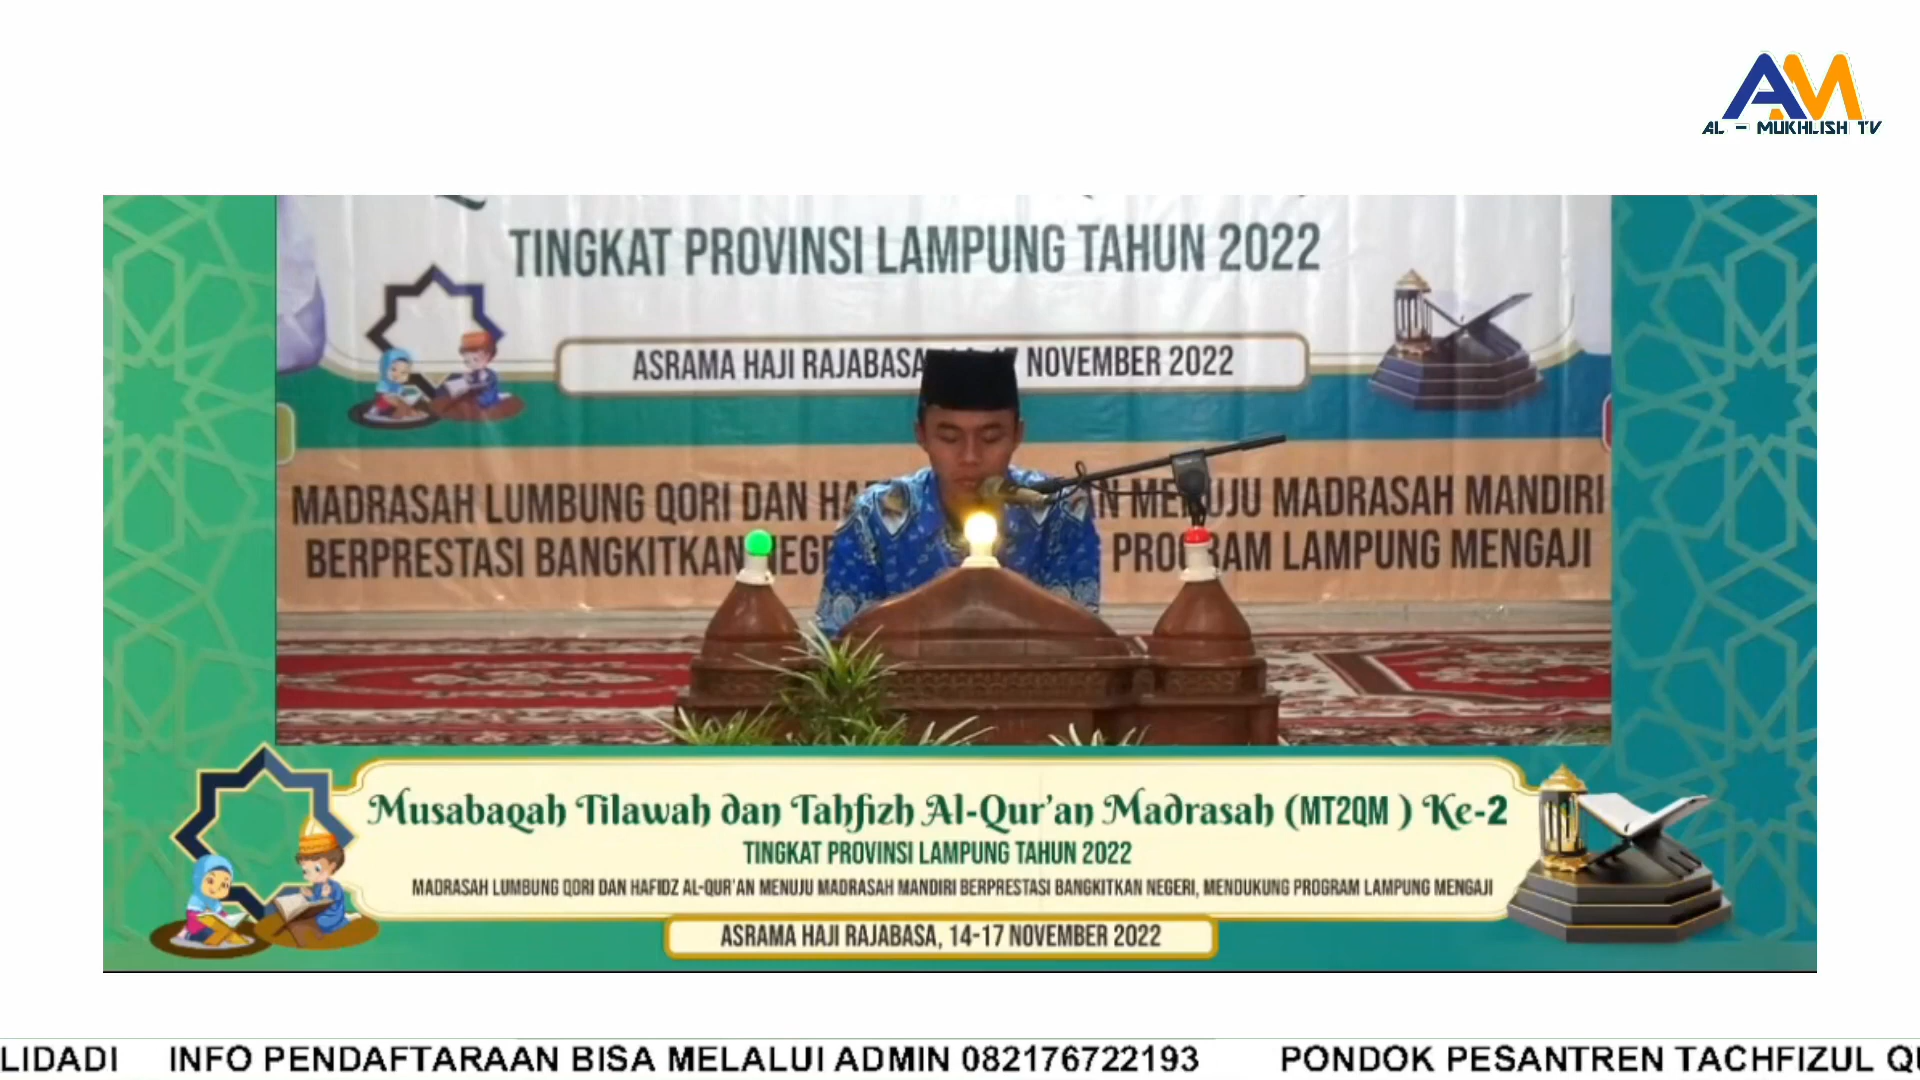 AM
AL - MUKHLISH TV
TINGKAT PROVINSI LAMPUNG TAHUN 2022
ASRAMA HAJI RAJABASA NOVEMBER 2022
MADRASAH LUMBUNG QORI DAN MENUJU MADRASAH MANDIRI
BERPRESTASI BANGKITKAN PROGRAM LAMPUNG MENGAJI
Musabaqah Tilawah dan Tahfizh Al-Qur'an Madrasah (MT2QM ) Ke-2
TINGKAT PROVINSI LAMPUNG TAHUN 2022
MADRASAH LUMBUNG QORI DAN HAFIDZ AL-QUR'AN MENUJU MADRASAH MANDIRI BERPRESTASI BANGKITKAN NEGERI, MENDUKUNG PROGRAM LAMPUNG MENGAJI
ASRAMA HAJI RAJABASA, 14-17 NOVEMBER 2022
LIDADI INFO PENDAFTARAAN BISA MELALUI ADMIN 082176722193 PONDOK PESANTREN TACHFIZUL